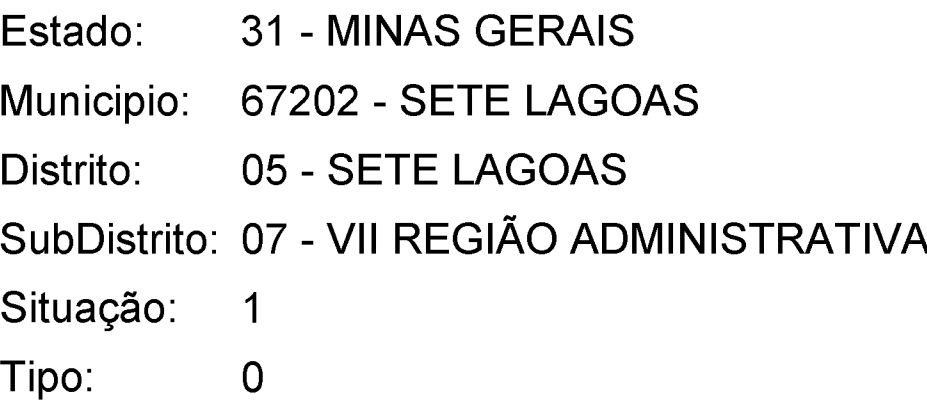 Estado: 31 - MINAS GERAIS
Municipio: 67202 - SETE LAGOAS
Distrito: 05 - SETE LAGOAS
SubDistrito: 07 - VII REGIÃO ADMINISTRATIVA
Situação: 1
Tipo: 0